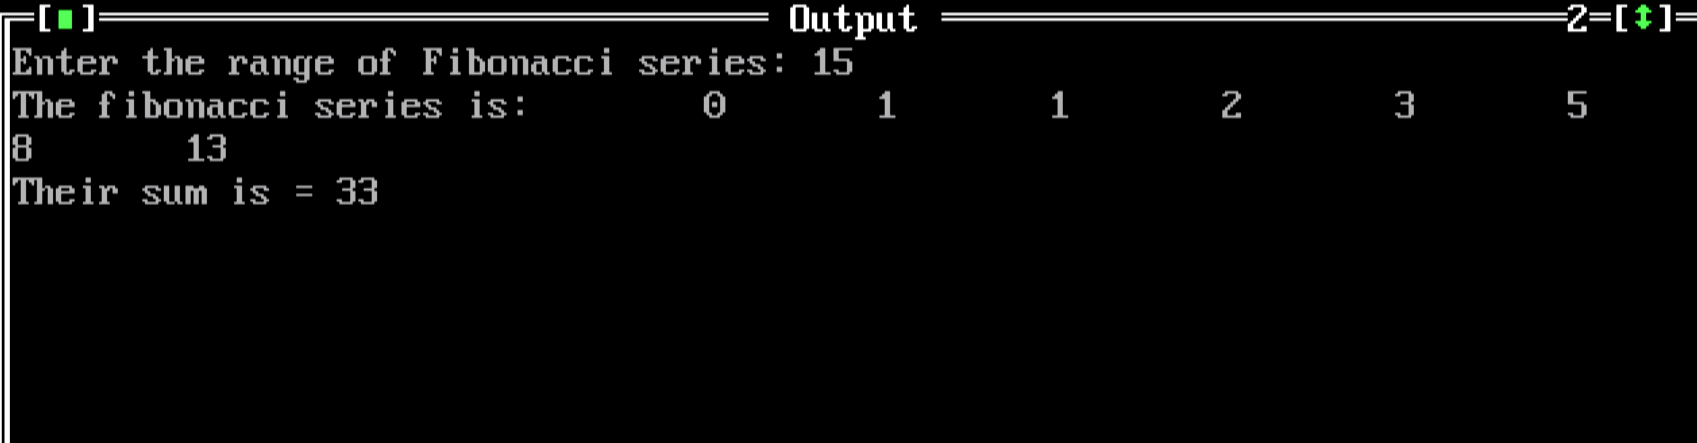 [■] Output 2=[↕]
Enter the range of Fibonacci series: 15
The fibonacci series is: 0 1 1 2 3 5
8 13
Their sum is = 33